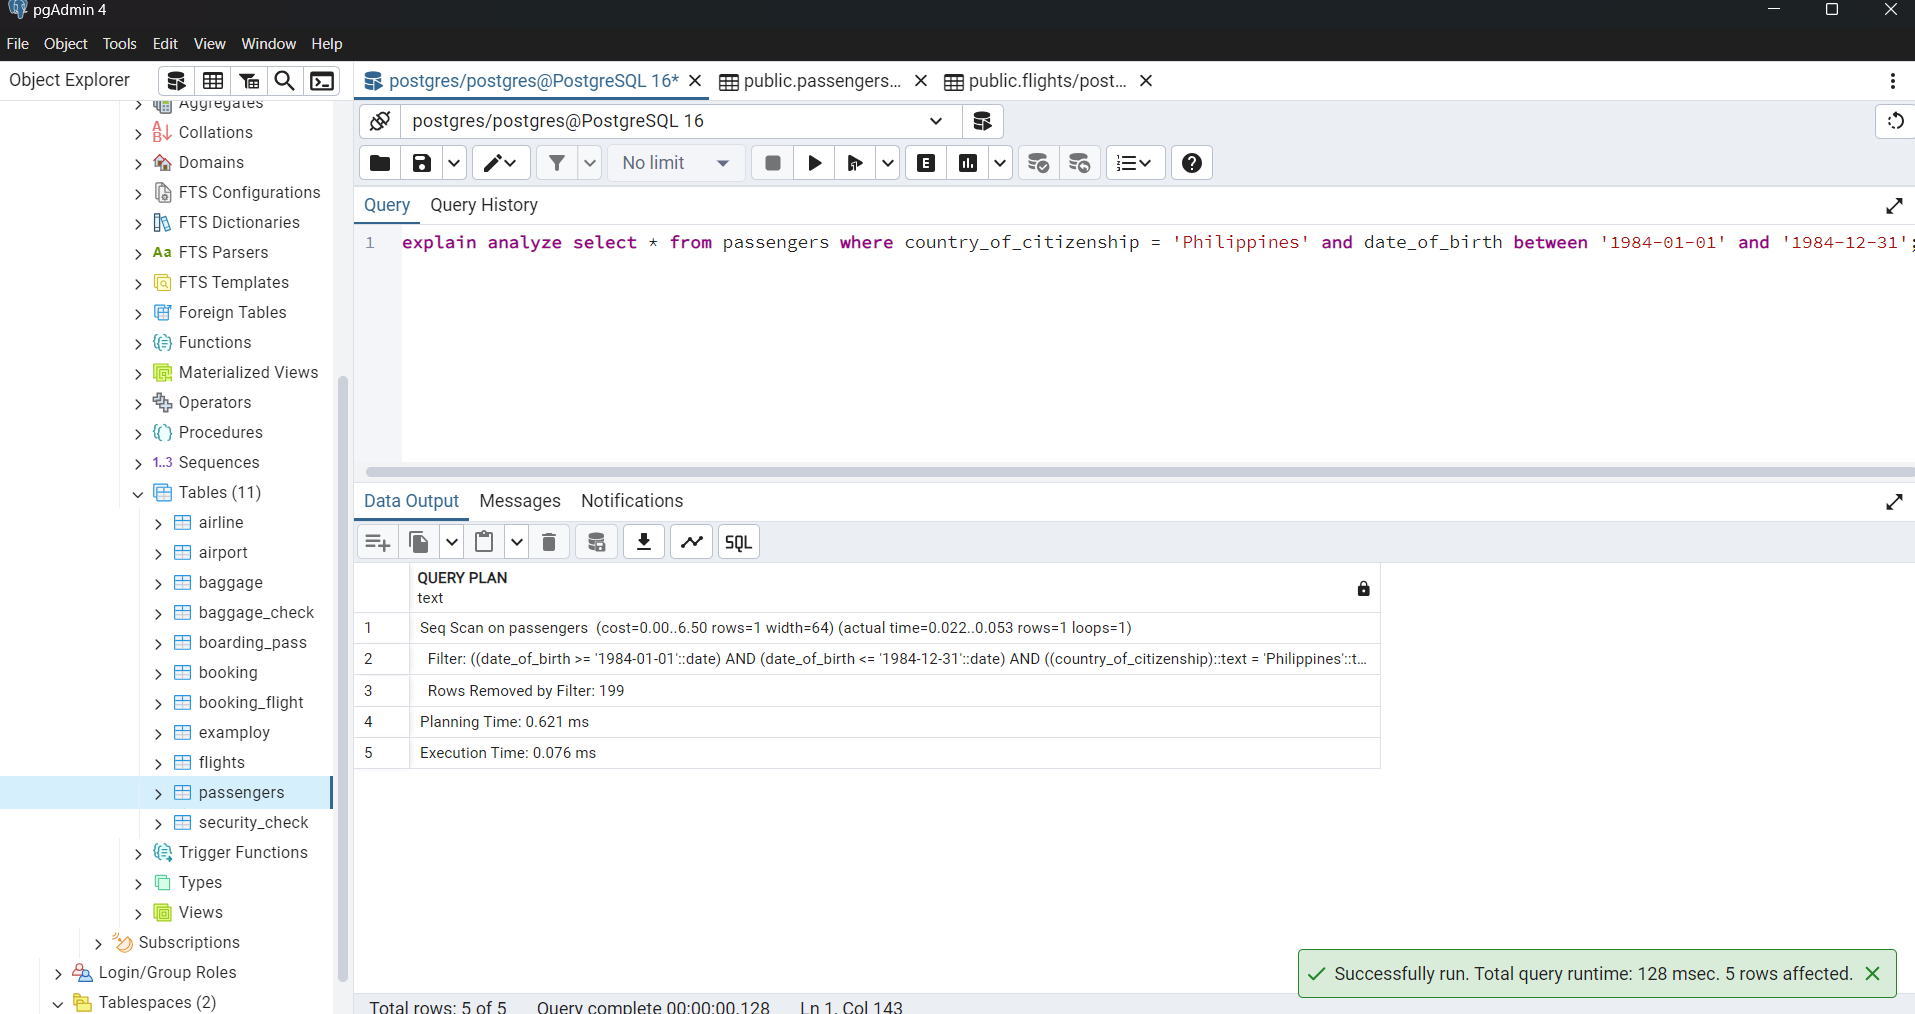 pgAdmin 4
File Object Tools Edit View Window Help
Object Explorer
postgres/postgres@PostgreSQL 16*
public.passengers...
public.flights/post...
postgres/postgres@PostgreSQL 16
No limit
E
Query Query History
1 explain analyze select * from passengers where country_of_citizenship = 'Philippines' and date_of_birth between '1984-01-01' and '1984-12-31';
Aggregates
Collations
Domains
FTS Configurations
FTS Dictionaries
Aa FTS Parsers
FTS Templates
Foreign Tables
Functions
Materialized Views
Operators
Procedures
1..3 Sequences
Tables (11)
airline
airport
baggage
baggage_check
boarding_pass
booking
booking_flight
examploy
flights
passengers
security_check
Trigger Functions
Types
Views
Subscriptions
Login/Group Roles
Tablespaces (2)
Data Output Messages Notifications
SQL
QUERY PLAN
text
1 Seq Scan on passengers (cost=0.00..6.50 rows=1 width=64) (actual time=0.022..0.053 rows=1 loops=1)
2 Filter: ((date_of_birth >= '1984-01-01'::date) AND (date_of_birth <= '1984-12-31'::date) AND ((country_of_citizenship)::text = 'Philippines'::t...
3 Rows Removed by Filter: 199
4 Planning Time: 0.621 ms
5 Execution Time: 0.076 ms
Successfully run. Total query runtime: 128 msec. 5 rows affected.
Total rows: 5 of 5 Query complete 00:00:00.128 Ln 1, Col 143